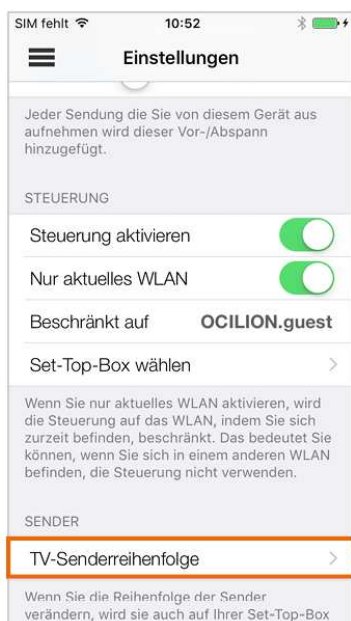 SIM fehlt 10:52
Einstellungen
Jeder Sendung die Sie von diesem Gerät aus
aufnehmen wird dieser Vor-/Abspann
hinzugefügt.
STEUERUNG
Steuerung aktivieren
Nur aktuelles WLAN
Beschränkt auf OCILION.guest
Set-Top-Box wählen
Wenn Sie nur aktuelles WLAN aktivieren, wird
die Steuerung auf das WLAN, indem Sie sich
zurzeit befinden, beschränkt. Das bedeutet Sie
können, wenn Sie sich in einem anderen WLAN
befinden, die Steuerung nicht verwenden.
SENDER
TV-Senderreihenfolge
Wenn Sie die Reihenfolge der Sender
verändern, wird sie auch auf Ihrer Set-Top-Box